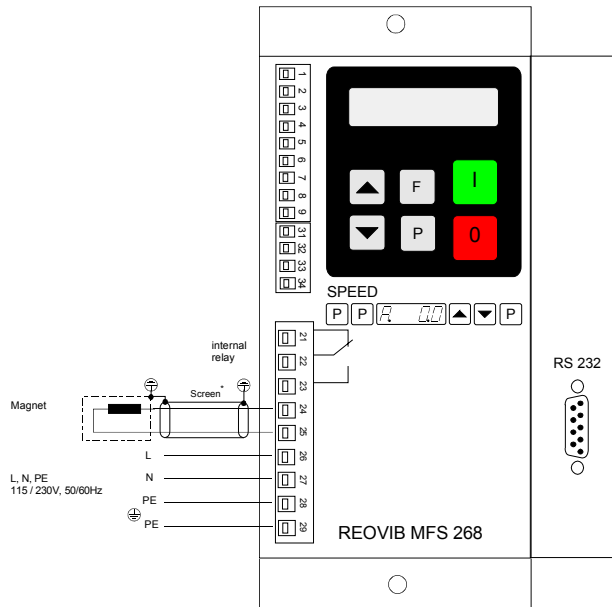 1
2
3
4
5
6
7
8
9
31
32
33
34
F
I
P
0
SPEED
P P A. 0.0 P
internal
relay
21
22
23
24
25
26
27
28
29
Screen *
Magnet
L
N
PE
PE
L, N, PE
115 / 230V, 50/60Hz
RS 232
REOVIB MFS 268